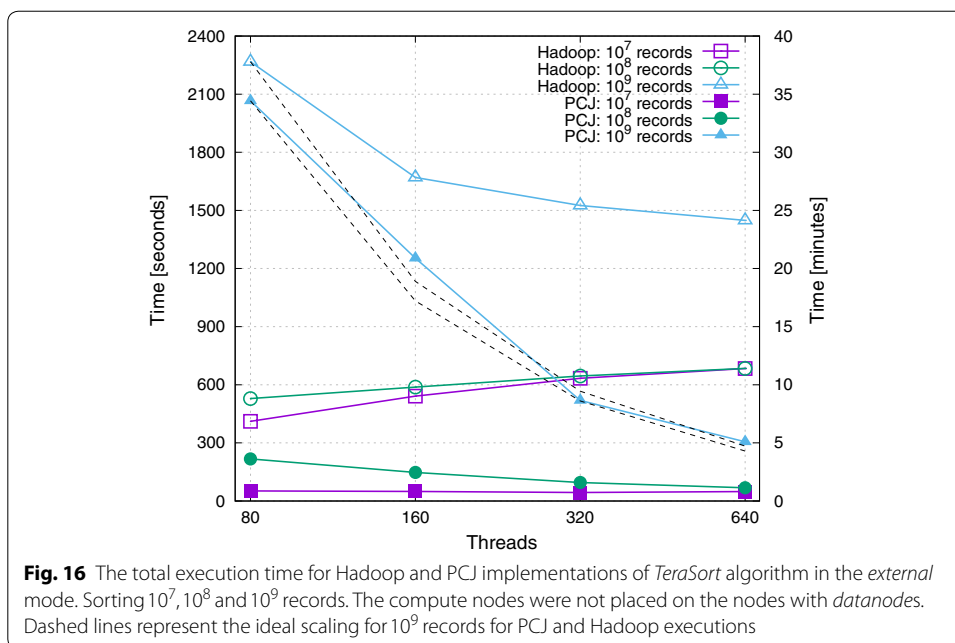 2400
2100
1800
1500
1200
900
600
300
0
Time [seconds]
40
35
30
25
20
15
10
5
0
Time [minutes]
Hadoop: 10⁷ records
Hadoop: 10⁸ records
Hadoop: 10⁹ records
PCJ: 10⁷ records
PCJ: 10⁸ records
PCJ: 10⁹ records
80 160 320 640
Threads
Fig. 16 The total execution time for Hadoop and PCJ implementations of TeraSort algorithm in the external
mode. Sorting 10⁷, 10⁸ and 10⁹ records. The compute nodes were not placed on the nodes with datanodes.
Dashed lines represent the ideal scaling for 10⁹ records for PCJ and Hadoop executions